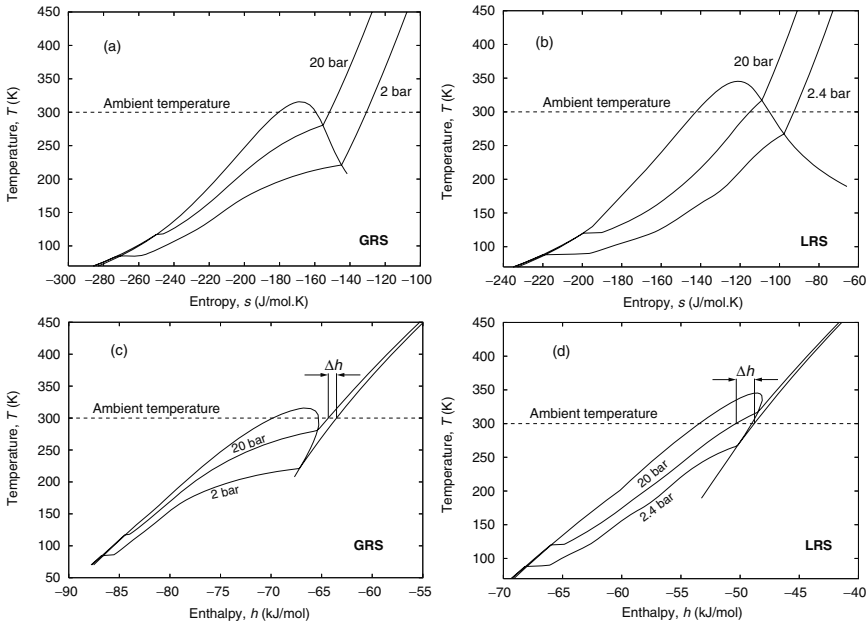 (a)
450
400
350
300
250
200
150
100
Temperature, T (K)
Ambient temperature
20 bar
2 bar
GRS
−300 −280 −260 −240 −220 −200 −180 −160 −140 −120 −100
Entropy, s (J/mol.K)
(b)
450
400
350
300
250
200
150
100
Temperature, T (K)
Ambient temperature
20 bar
2.4 bar
LRS
−240 −220 −200 −180 −160 −140 −120 −100 −80 −60
Entropy, s (J/mol.K)
(c)
450
400
350
300
250
200
150
100
50
Temperature, T (K)
Δh
Ambient temperature
20 bar
2 bar
GRS
−90 −85 −80 −75 −70 −65 −60 −55
Enthalpy, h (kJ/mol)
(d)
450
400
350
300
250
200
150
100
Temperature, T (K)
Δh
Ambient temperature
20 bar
2.4 bar
LRS
−70 −65 −60 −55 −50 −45 −40
Enthalpy, h (kJ/mol)